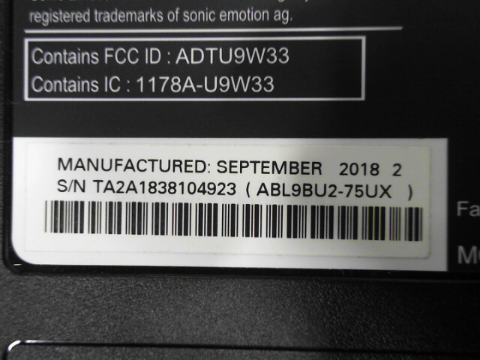 registered trademarks of sonic emotion ag.
Contains FCC ID : ADTU9W33
Contains IC : 1178A-U9W33
MANUFACTURED: SEPTEMBER 2018 2
S/N TA2A1838104923 ( ABL9BU2-75UX )
Fa
M